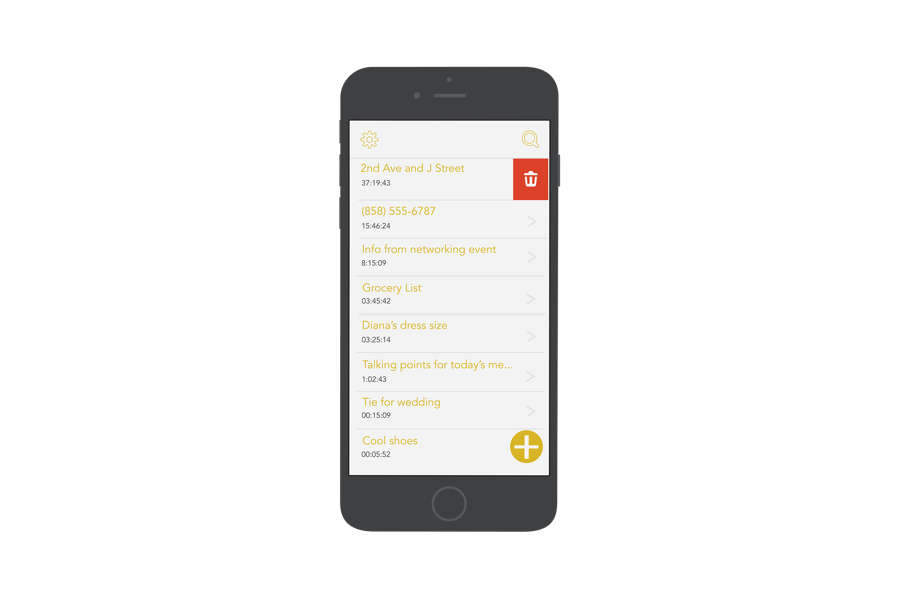 2nd Ave and J Street
37:19:43
(858) 555-6787
15:46:24
Info from networking event
8:15:09
Grocery List
03:45:42
Diana's dress size
03:25:14
Talking points for today's me...
1:02:43
Tie for wedding
00:15:09
Cool shoes
00:05:52